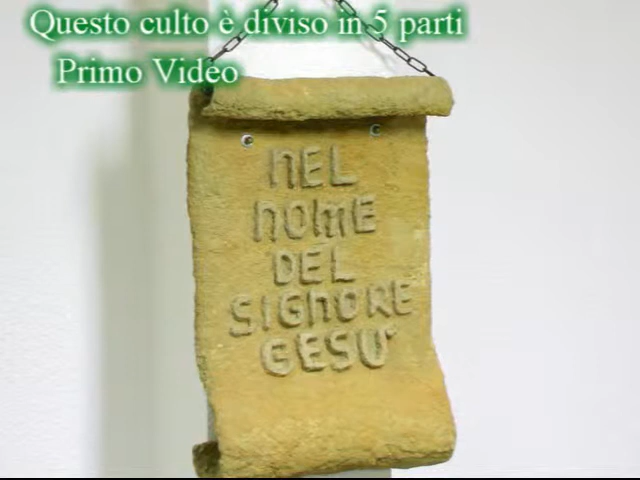 Questo culto è diviso in 5 parti
Primo Video
NEL
NOME
DEL
SIGNORE
GESU'